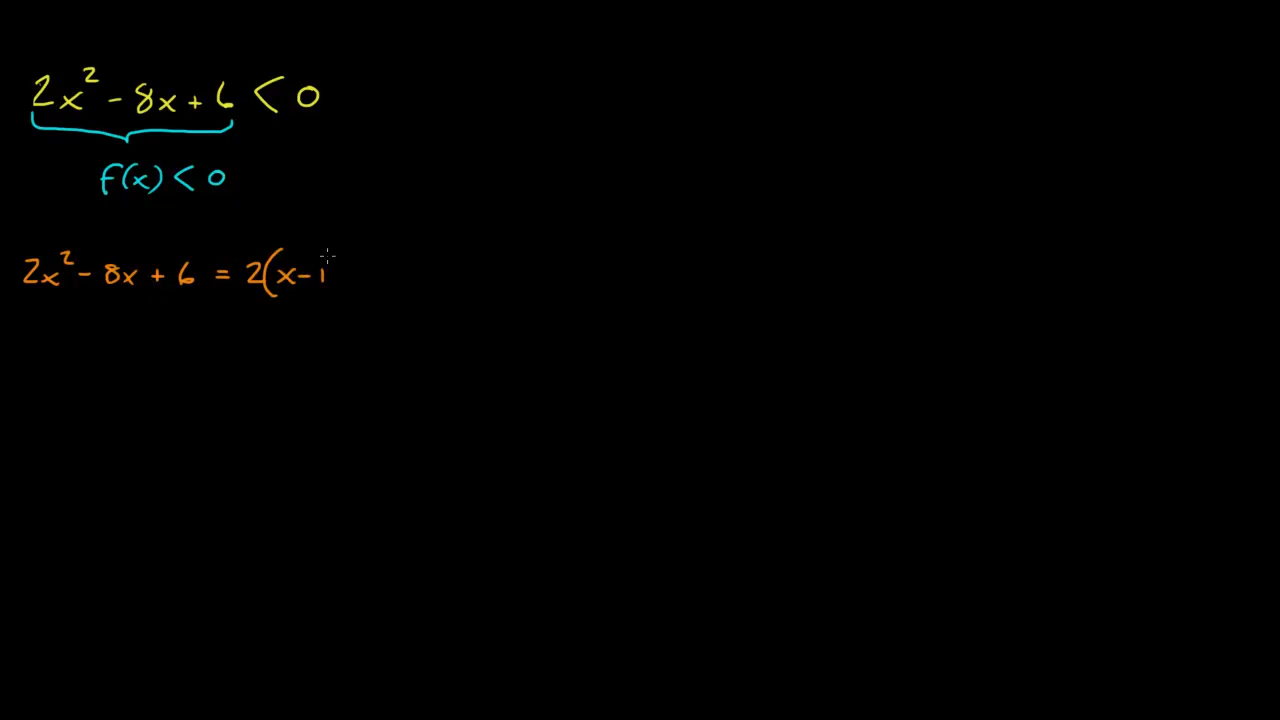 2x² - 8x + 6 < 0
f(x) < 0
2x² - 8x + 6 = 2(x - 1